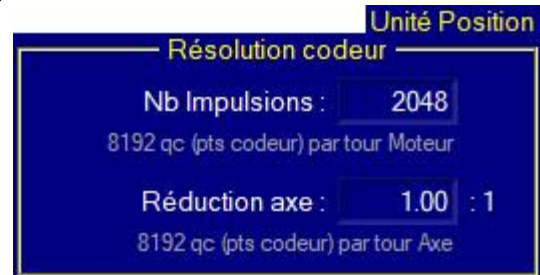 Unité Position
Résolution codeur
Nb Impulsions : 2048
8192 qc (pts codeur) par tour Moteur
Réduction axe : 1.00 : 1
8192 qc (pts codeur) par tour Axe